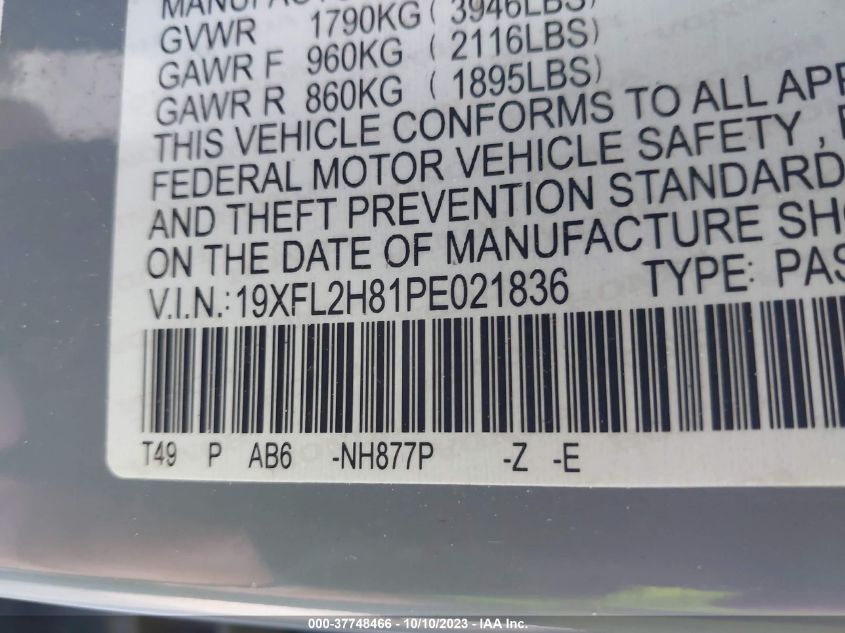 GVWR 1790KG ( 3946LBS)
GAWR F 960KG ( 2116LBS)
GAWR R 860KG ( 1895LBS)
THIS VEHICLE CONFORMS TO ALL
FEDERAL MOTOR VEHICLE SAFETY ,
AND THEFT PREVENTION STANDARD
ON THE DATE OF MANUFACTURE
V.I.N.: 19XFL2H81PE021836 TYPE: PAS
T49 P AB6 -NH877P -Z -E
000-37748466 - 10/10/2023 - IAA Inc.